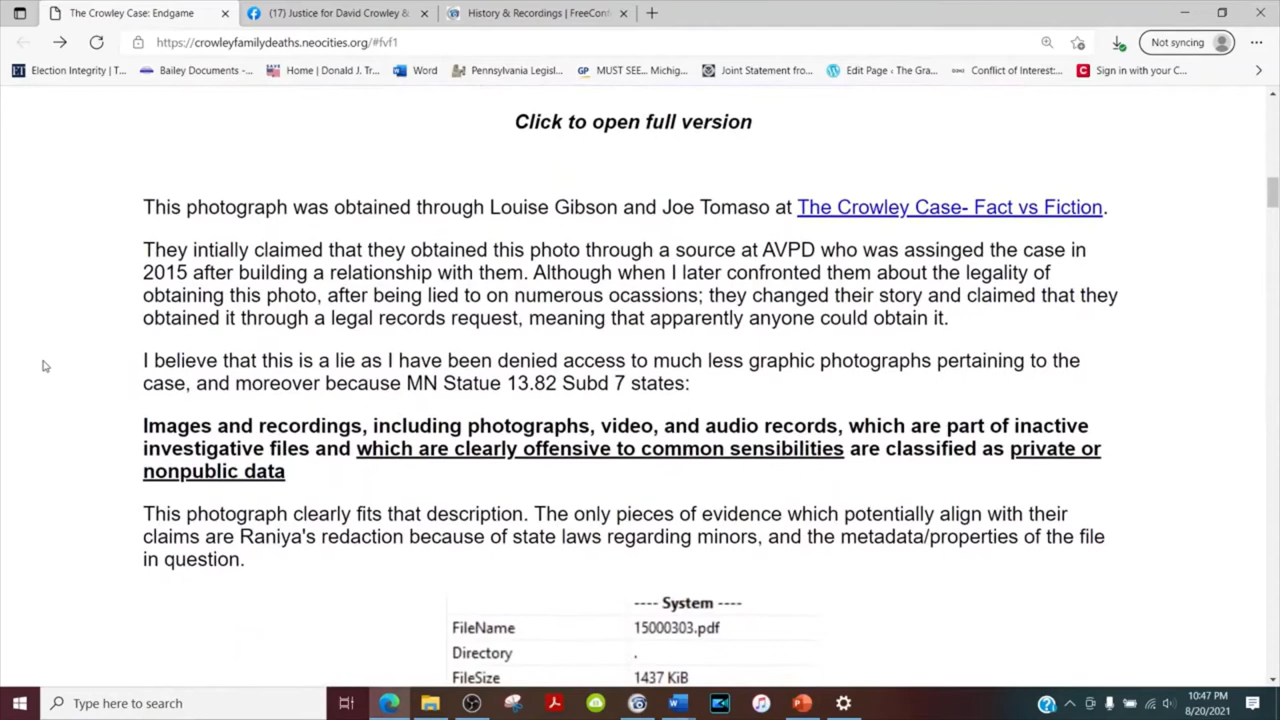 The Crowley Case: Endgame
(17) Justice for David Crowley &
History & Recordings | FreeConf
https://crowleyfamilydeaths.neocities.org/#fvf1
Not syncing
Election Integrity | T...
Bailey Documents -...
Home | Donald J. Tr...
Word
Pennsylvania Legisl...
MUST SEE... Michig...
Joint Statement fro...
Edit Page ‹ The Gra...
Conflict of Interest:...
Sign in with your C...
Click to open full version
This photograph was obtained through Louise Gibson and Joe Tomaso at The Crowley Case- Fact vs Fiction.
They intially claimed that they obtained this photo through a source at AVPD who was assinged the case in
2015 after building a relationship with them. Although when I later confronted them about the legality of
obtaining this photo, after being lied to on numerous ocassions; they changed their story and claimed that they
obtained it through a legal records request, meaning that apparently anyone could obtain it.
I believe that this is a lie as I have been denied access to much less graphic photographs pertaining to the
case, and moreover because MN Statue 13.82 Subd 7 states:
Images and recordings, including photographs, video, and audio records, which are part of inactive
investigative files and which are clearly offensive to common sensibilities are classified as private or
nonpublic data
This photograph clearly fits that description. The only pieces of evidence which potentially align with their
claims are Raniya's redaction because of state laws regarding minors, and the metadata/properties of the file
in question.
---- System ----
FileName 15000303.pdf
Directory .
FileSize 1437 KiB
Type here to search
10:47 PM
8/20/2021